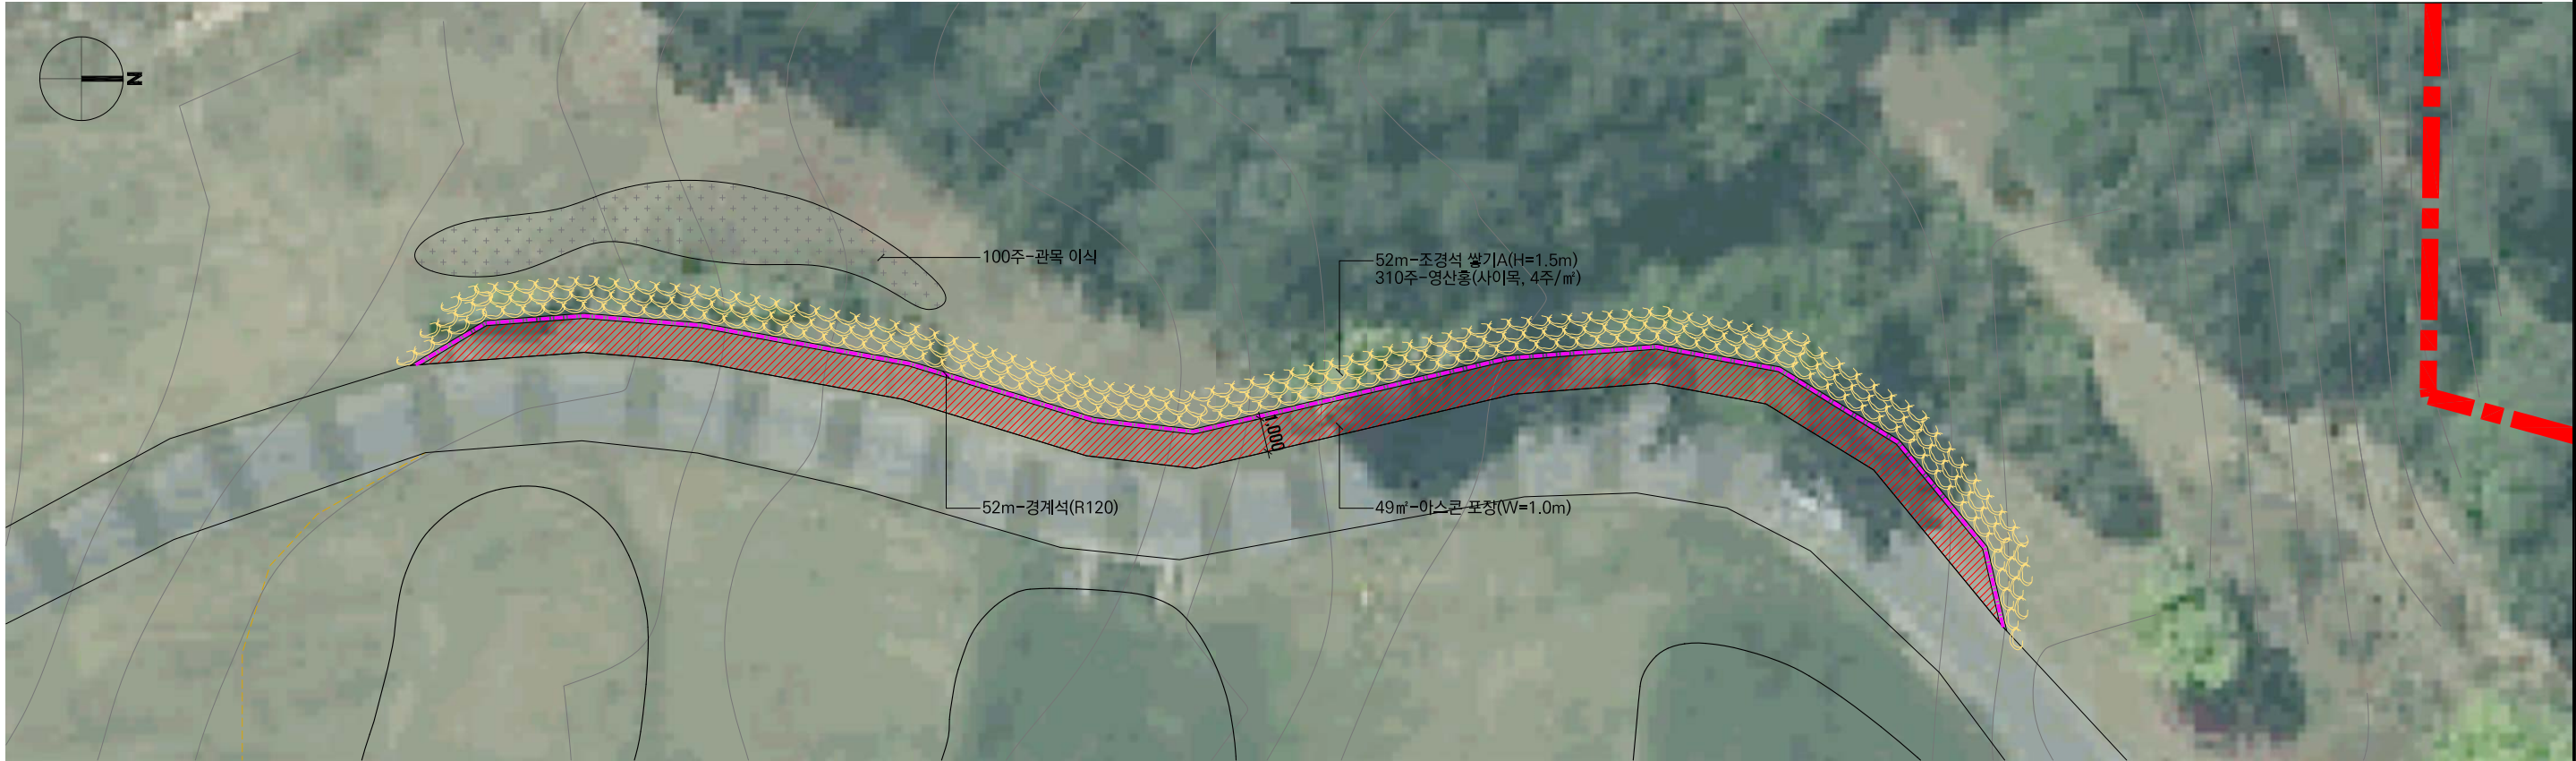 N
100주-관목 이식
52m-조경석 쌓기A(H=1.5m)
310주-영산홍(사이목, 4주/㎡)
1,000
52m-경계석(R120)
49㎡-아스콘 포장(W=1.0m)